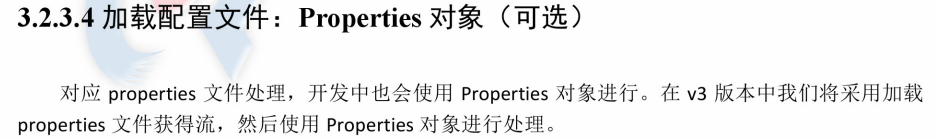 3.2.3.4 加载配置文件：Properties 对象（可选）
对应 properties 文件处理，开发中也会使用 Properties 对象进行。在 v3 版本中我们将采用加载
properties 文件获得流，然后使用 Properties 对象进行处理。